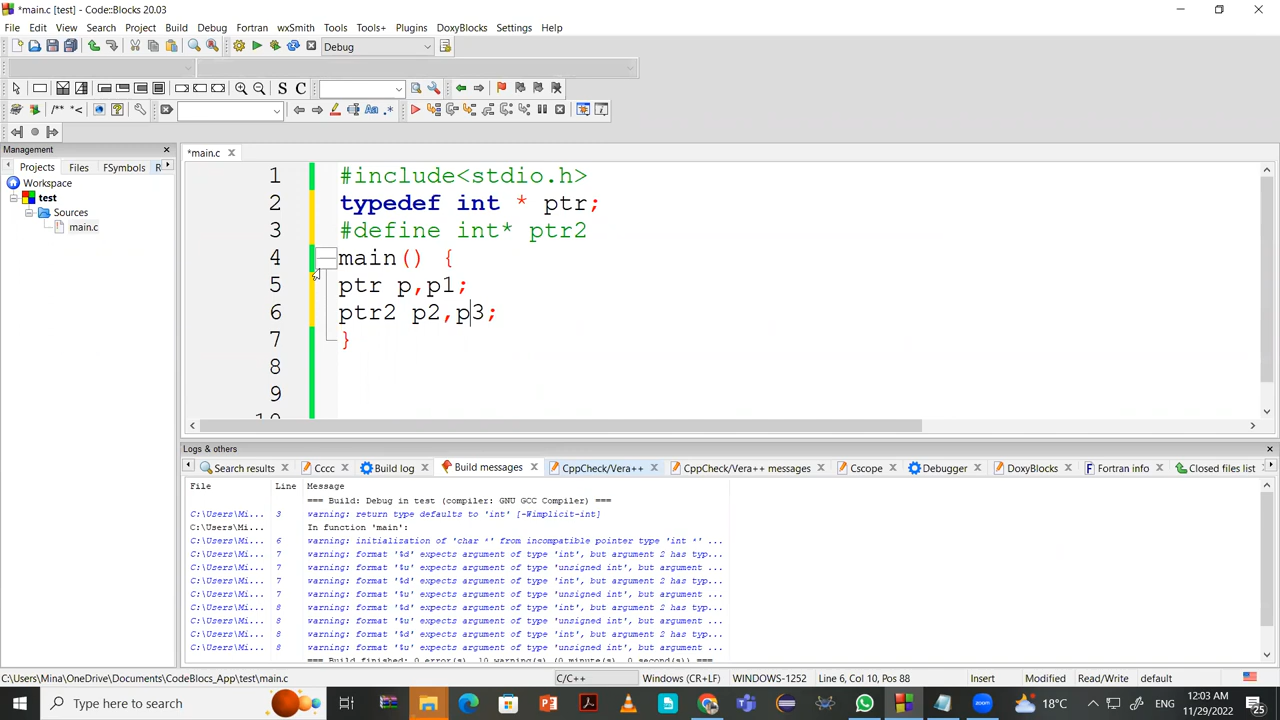 *main.c [test] - Code::Blocks 20.03
File Edit View Search Project Build Debug Fortran wxSmith Tools Tools+ Plugins DoxyBlocks Settings Help
Debug
S C
/** *<
Aa .*
Management
Projects Files FSymbols R
*main.c
Workspace
test
Sources
main.c
1 #include<stdio.h>
2 typedef int * ptr;
3 #define int* ptr2
4 main() {
5 ptr p,p1;
6 ptr2 p2,p3;
7 }
8
9
10
Logs & others
Search results Cccc Build log Build messages CppCheck/Vera++ CppCheck/Vera++ messages Cscope Debugger DoxyBlocks Fortran info Closed files list
File Line Message
=== Build: Debug in test (compiler: GNU GCC Compiler) ===
C:\Users\Mi... 3 warning: return type defaults to 'int' [-Wimplicit-int]
C:\Users\Mi... In function 'main':
C:\Users\Mi... 6 warning: initialization of 'char *' from incompatible pointer type 'int *' ...
C:\Users\Mi... 7 warning: format '%d' expects argument of type 'int', but argument 2 has typ...
C:\Users\Mi... 7 warning: format '%u' expects argument of type 'unsigned int', but argument ...
C:\Users\Mi... 7 warning: format '%d' expects argument of type 'int', but argument 2 has typ...
C:\Users\Mi... 7 warning: format '%u' expects argument of type 'unsigned int', but argument ...
C:\Users\Mi... 8 warning: format '%d' expects argument of type 'int', but argument 2 has typ...
C:\Users\Mi... 8 warning: format '%u' expects argument of type 'unsigned int', but argument ...
C:\Users\Mi... 8 warning: format '%d' expects argument of type 'int', but argument 2 has typ...
C:\Users\Mi... 8 warning: format '%u' expects argument of type 'unsigned int', but argument ...
=== Build finished: 0 error(s), 10 warning(s) (0 minute(s), 0 second(s)) ===
C:\Users\Mina\OneDrive\Documents\CodeBlocs_App\test\main.c C/C++ Windows (CR+LF) WINDOWS-1252 Line 6, Col 10, Pos 88 Insert Modified Read/Write default
Type here to search
18°C
12:03 AM
11/29/2022
25